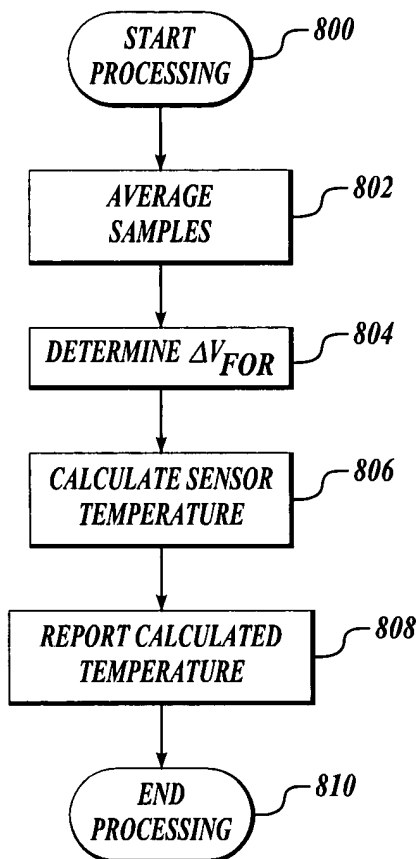 START
PROCESSING
800
AVERAGE
SAMPLES
802
DETERMINE ΔVFOR
804
CALCULATE SENSOR
TEMPERATURE
806
REPORT CALCULATED
TEMPERATURE
808
END
PROCESSING
810